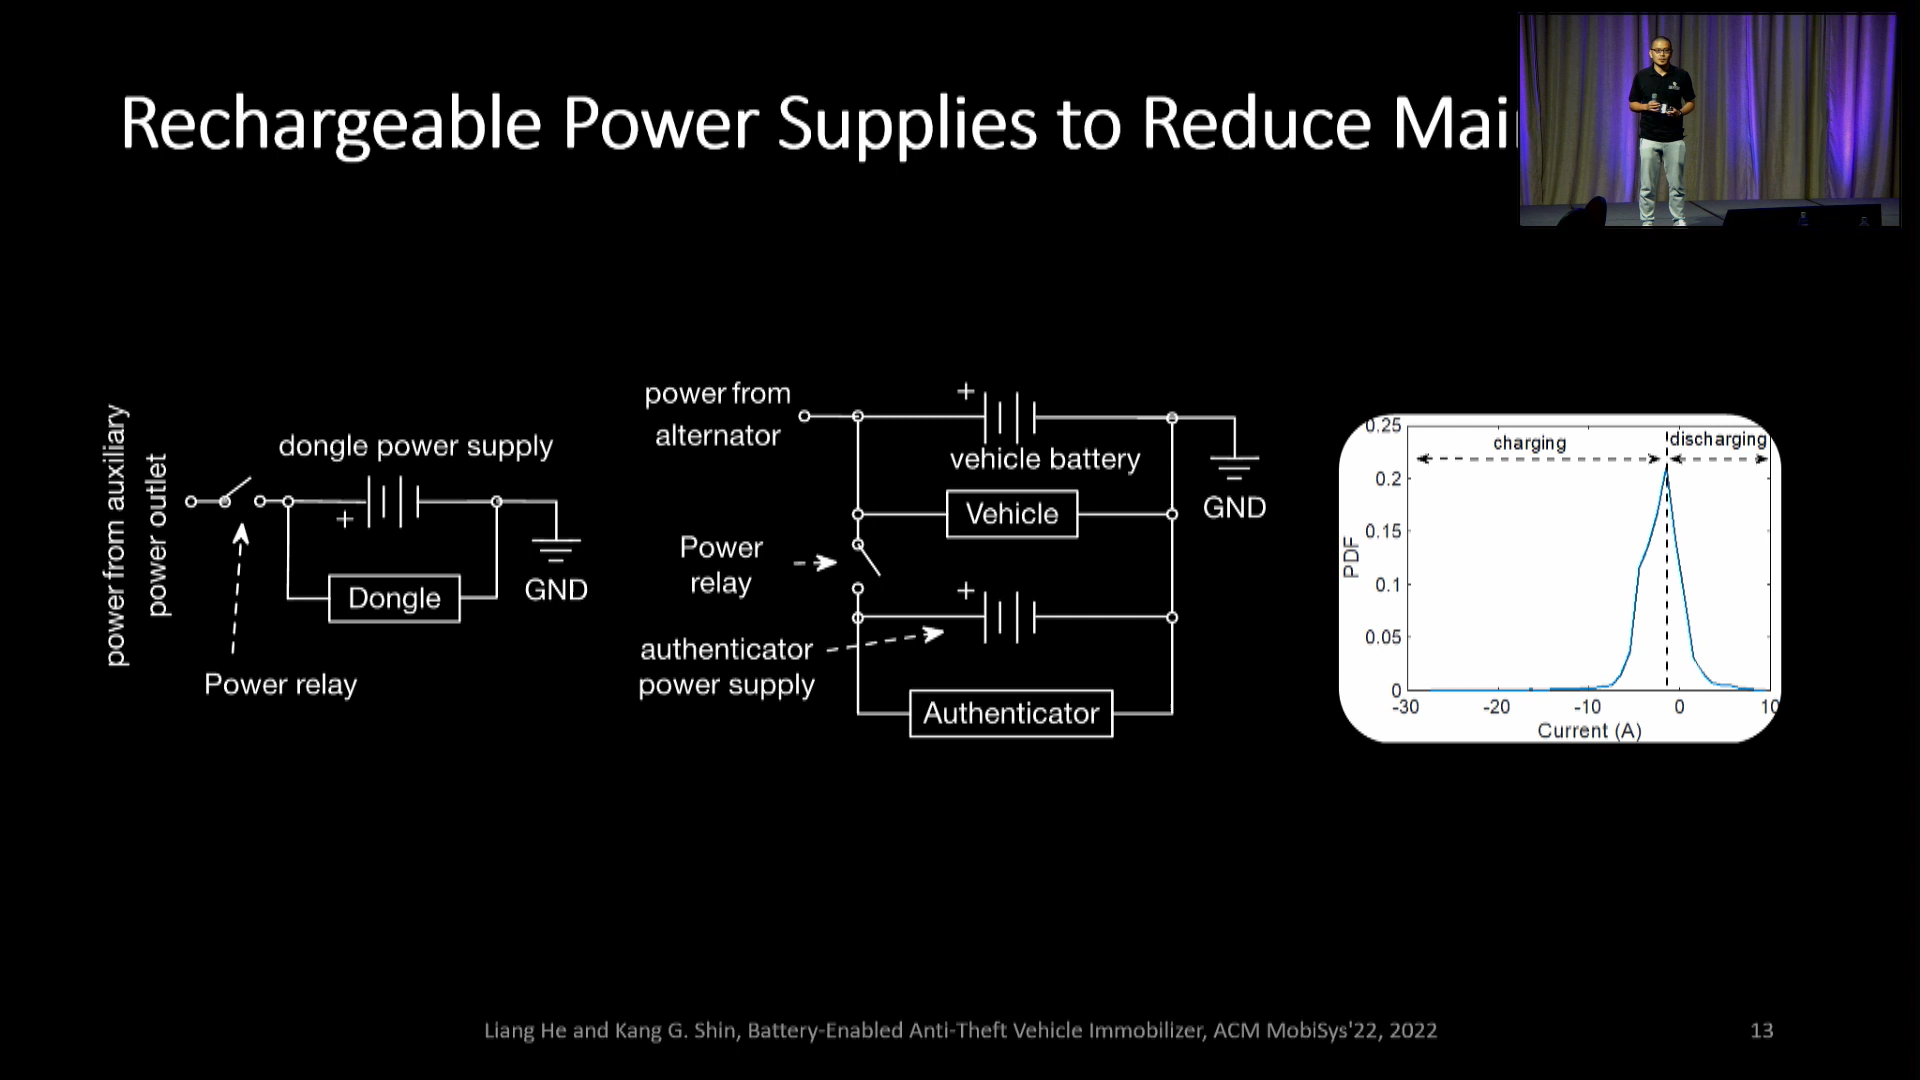 Rechargeable Power Supplies to Reduce Mai
power from auxiliary
power outlet
dongle power supply
+
Dongle
GND
Power relay
power from
alternator
+
vehicle battery
Vehicle
GND
Power
relay
+
authenticator
power supply
Authenticator
0.25
0.2
0.15
0.1
0.05
0
PDF
charging
discharging
-30
-20
-10
0
10
Current (A)
Liang He and Kang G. Shin, Battery-Enabled Anti-Theft Vehicle Immobilizer, ACM MobiSys'22, 2022
13